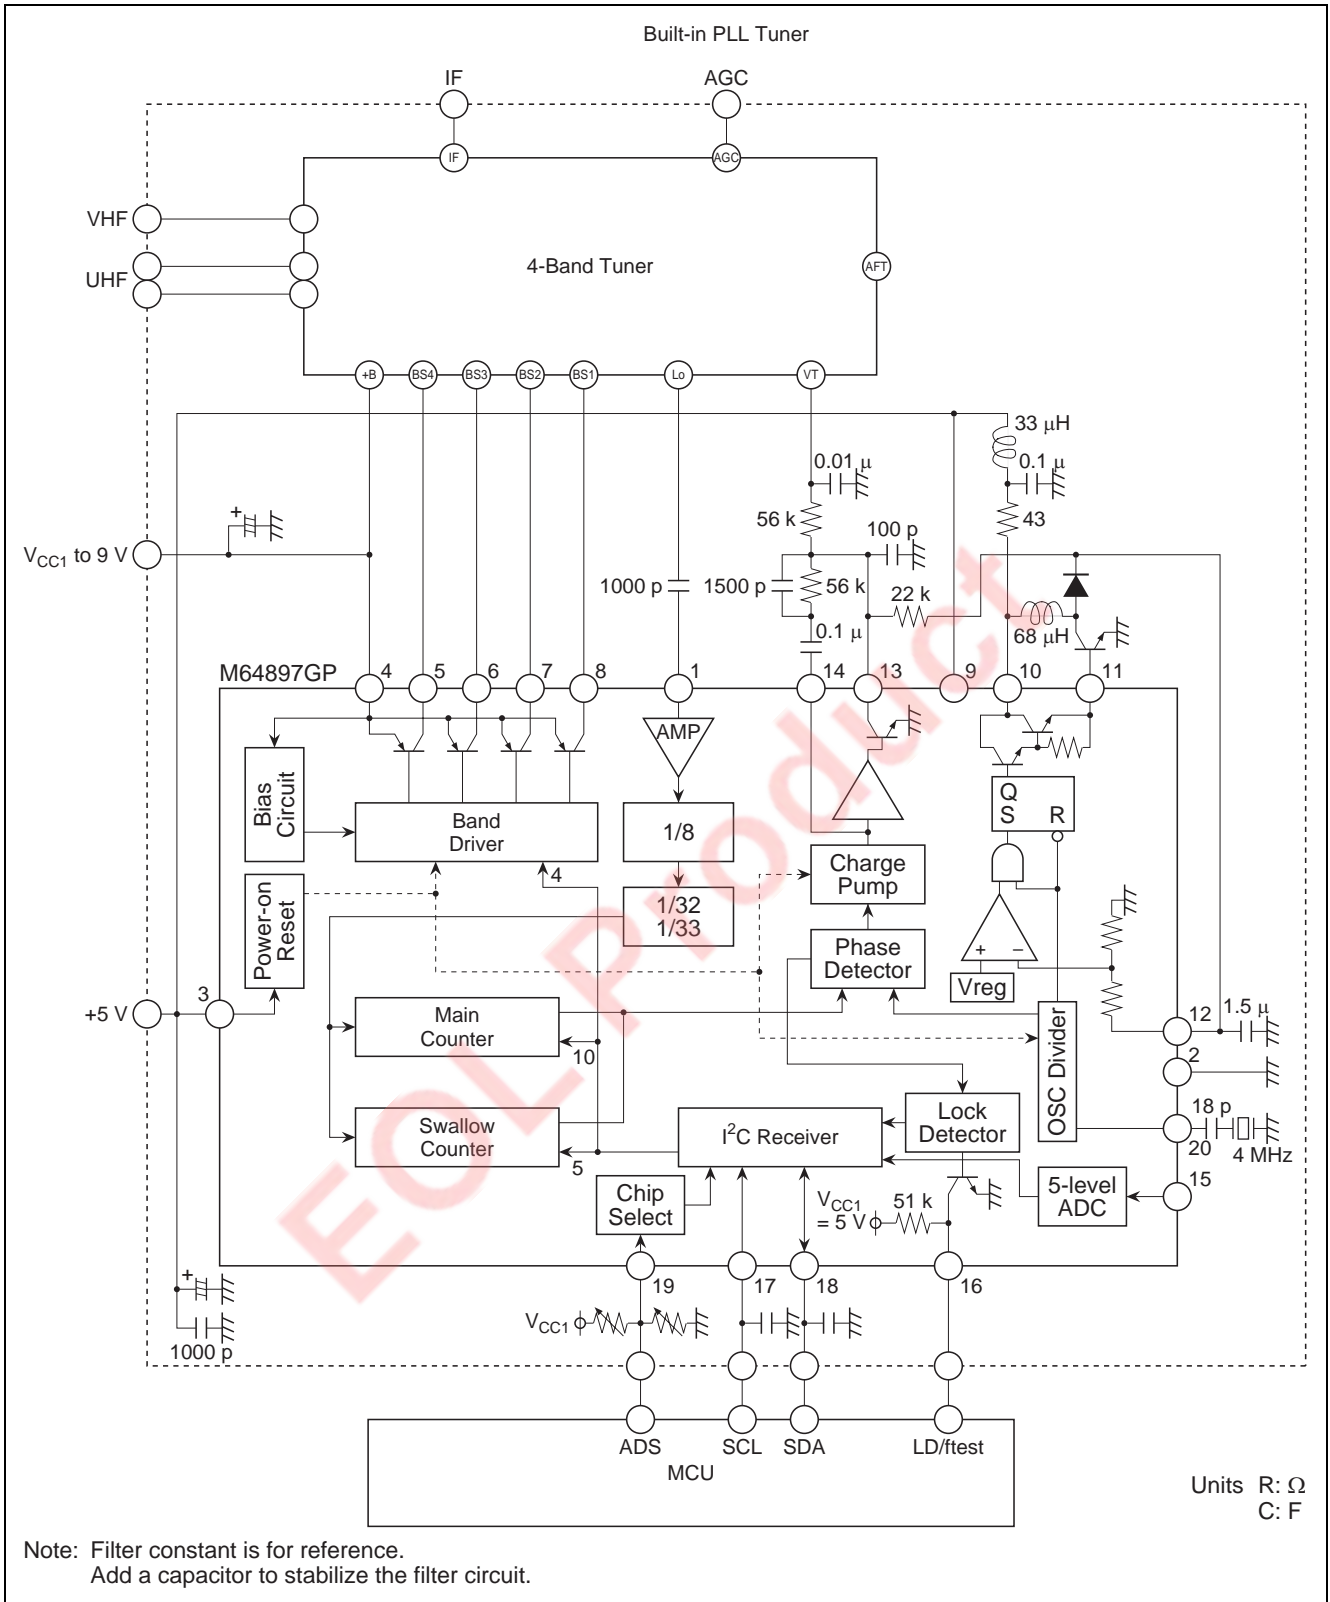 Built-in PLL Tuner
IF
AGC
IF
AGC
VHF
UHF
4-Band Tuner
AFT
+B
BS4
BS3
BS2
BS1
Lo
VT
33 μH
0.01 μ
0.1 μ
56 k
43
100 p
+
VCC1 to 9 V
1000 p
1500 p
56 k
22 k
68 μH
0.1 μ
M64897GP
4
5
6
7
8
1
14
13
9
10
11
AMP
Bias
Circuit
Band
Driver
1/8
Q
S
R
4
Charge
Pump
Power-on
Reset
1/32
1/33
Phase
Detector
+
−
Vreg
3
+5 V
Main
Counter
10
12
1.5 μ
2
OSC Divider
Swallow
Counter
5
I2C Receiver
Lock
Detector
18 p
20
4 MHz
Chip
Select
VCC1
= 5 V
51 k
5-level
ADC
15
19
17
18
16
+
VCC1
1000 p
ADS
SCL
SDA
LD/ftest
MCU
Units R: Ω
C: F
Note: Filter constant is for reference.
Add a capacitor to stabilize the filter circuit.
EOL Product